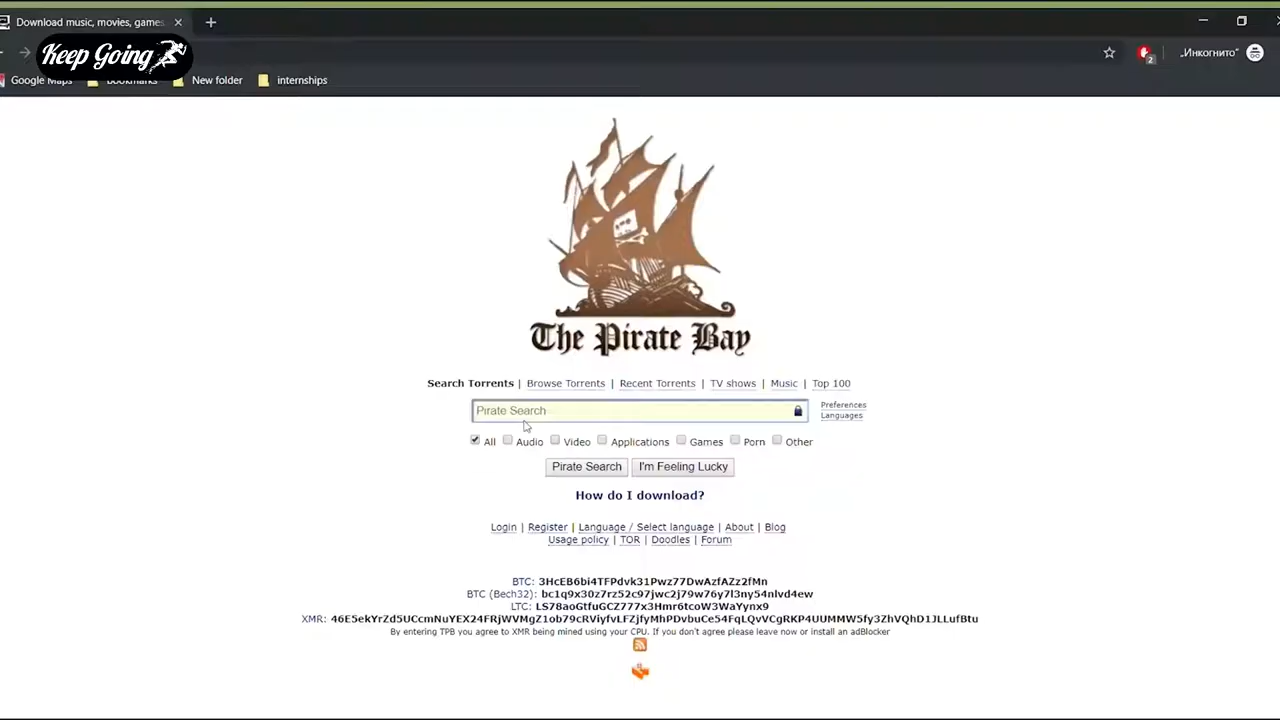 Download music, movies, games
Keep Going
„Инкогнито“
2
Google Maps
bookmarks
New folder
internships
The Pirate Bay
Search Torrents | Browse Torrents | Recent Torrents | TV shows | Music | Top 100
Pirate Search
Preferences
Languages
All Audio Video Applications Games Porn Other
Pirate Search I'm Feeling Lucky
How do I download?
Login | Register | Language / Select language | About | Blog
Usage policy | TOR | Doodles | Forum
BTC: 3HcEB6bi4TFPdvk31Pwz77DwAzfAZz2fMn
BTC (Bech32): bc1q9x30z7rz52c97jwc2j79w76y7l3ny54nlvd4ew
LTC: LS78aoGtfuGCZ777x3Hmr6tcoW3WaYynx9
XMR: 46E5ekYrZd5UCcmNuYEX24FRjWVMgZ1ob79cRViyfvLFZjfyMhPDvbuCe54FqLQvVCgRKP4UUMMW5fy3ZhVQhD1JLLufBtu
By entering TPB you agree to XMR being mined using your CPU. If you don't agree please leave now or install an adBlocker